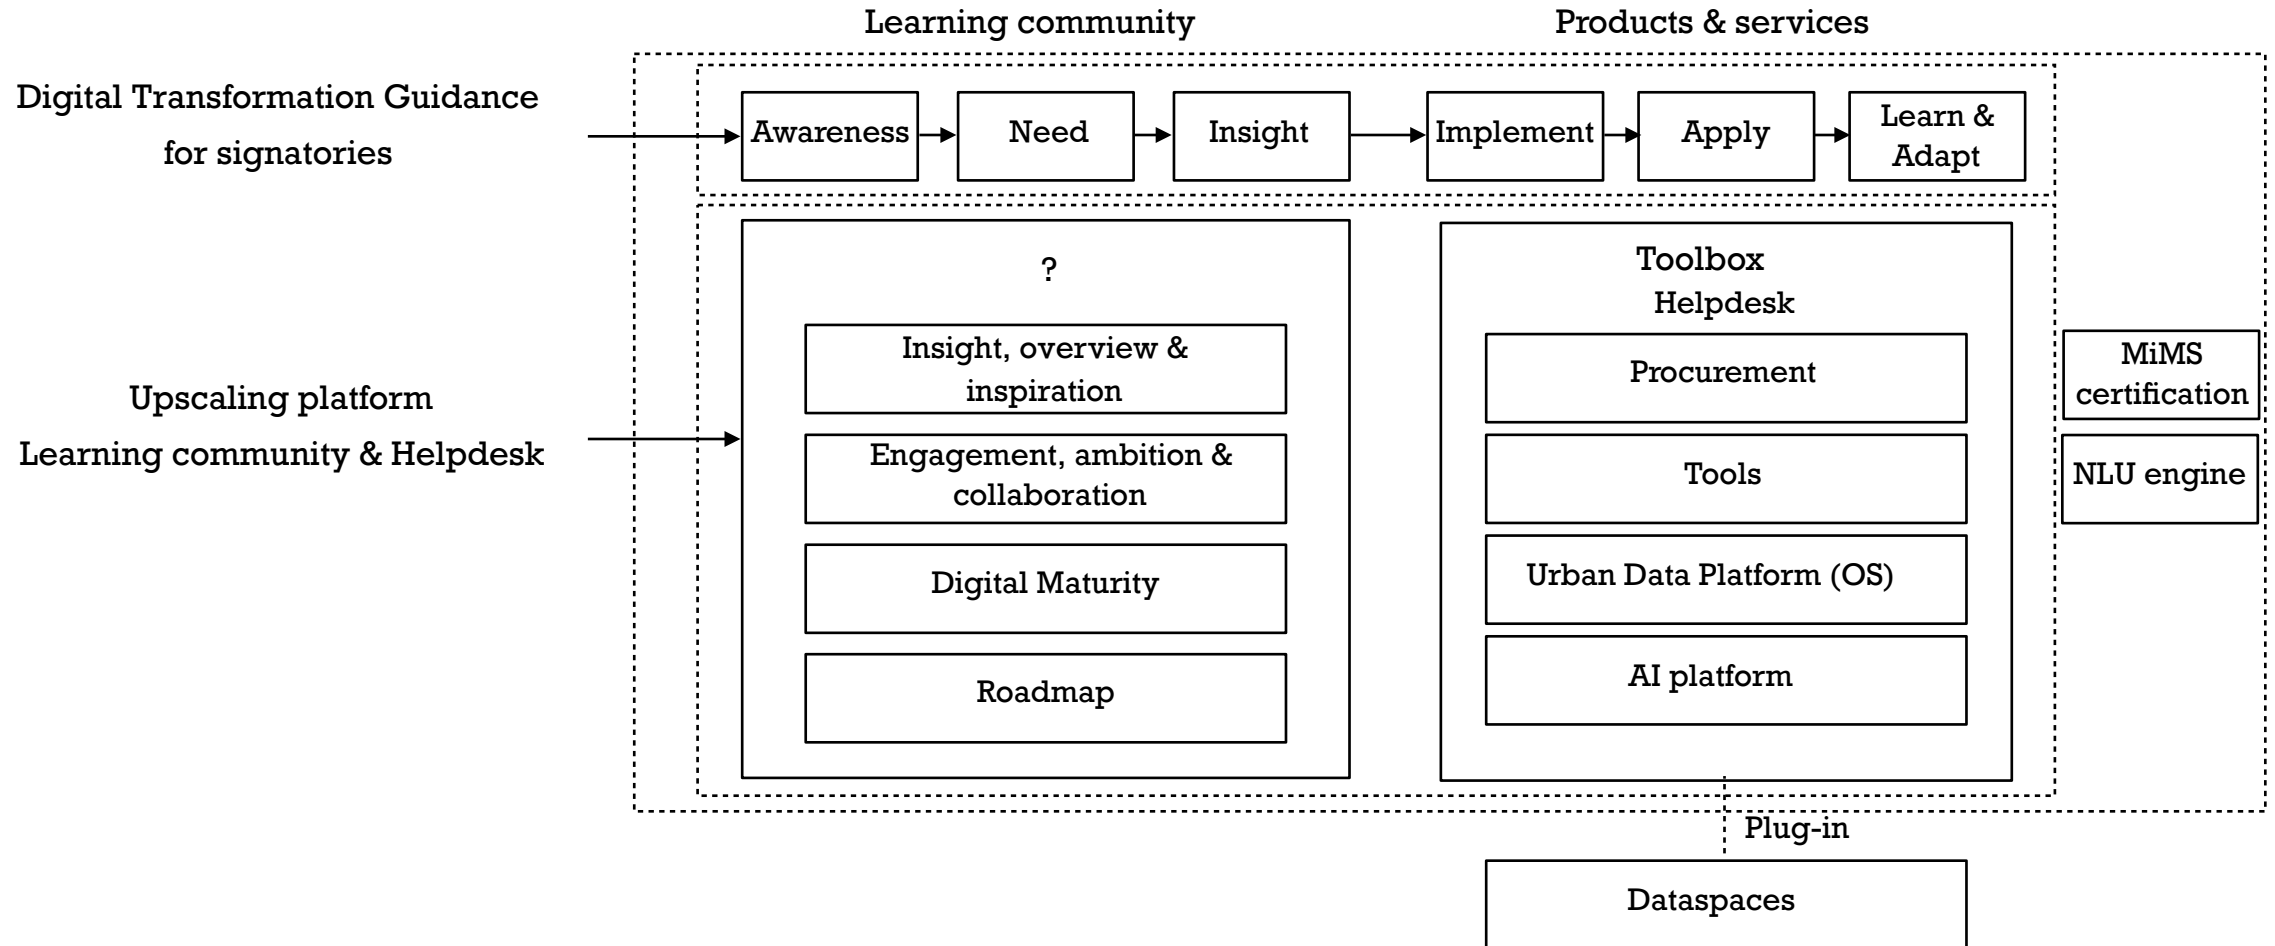 Learning community
Products & services
Digital Transformation Guidance
for signatories
Awareness
Need
Insight
Implement
Apply
Learn &
Adapt
Upscaling platform
Learning community & Helpdesk
?
Insight, overview &
inspiration
Engagement, ambition &
collaboration
Digital Maturity
Roadmap
Toolbox
Helpdesk
Procurement
Tools
Urban Data Platform (OS)
AI platform
MiMS
certification
NLU engine
Plug-in
Dataspaces